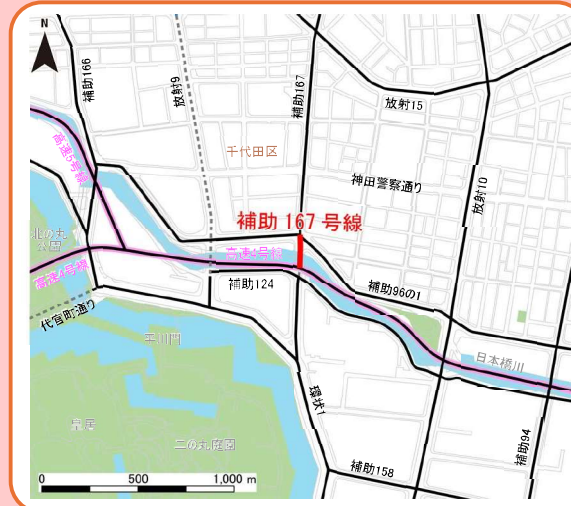 N
補助166
放射9
補助167
放射15
高速5号線
千代田区
神田警察通り
放射10
補助 167 号線
北の丸
公園
高速4号線
高速4号線
補助124
補助96の1
代官町通り
平川門
日本橋川
環状1
皇居
二の丸庭園
補助94
補助158
0 500 1,000 m